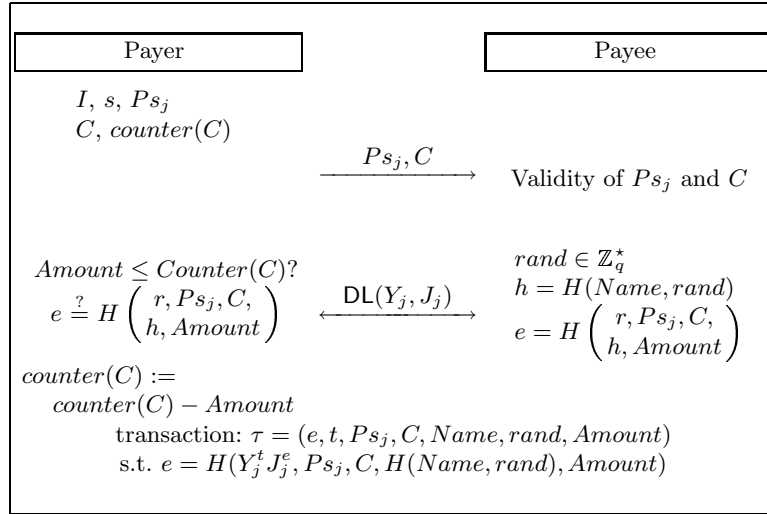 Payer Payee
I, s, Ps_j
C, counter(C)
Ps_j, C
Validity of Ps_j and C
Amount ≤ Counter(C)?
e ≟ H ( r, Ps_j, C,
h, Amount )
DL(Y_j, J_j)
rand ∈ ℤ_q^⋆
h = H(Name, rand)
e = H ( r, Ps_j, C,
h, Amount )
counter(C) :=
counter(C) − Amount
transaction: τ = (e, t, Ps_j, C, Name, rand, Amount)
s.t. e = H(Y_j^t J_j^e, Ps_j, C, H(Name, rand), Amount)